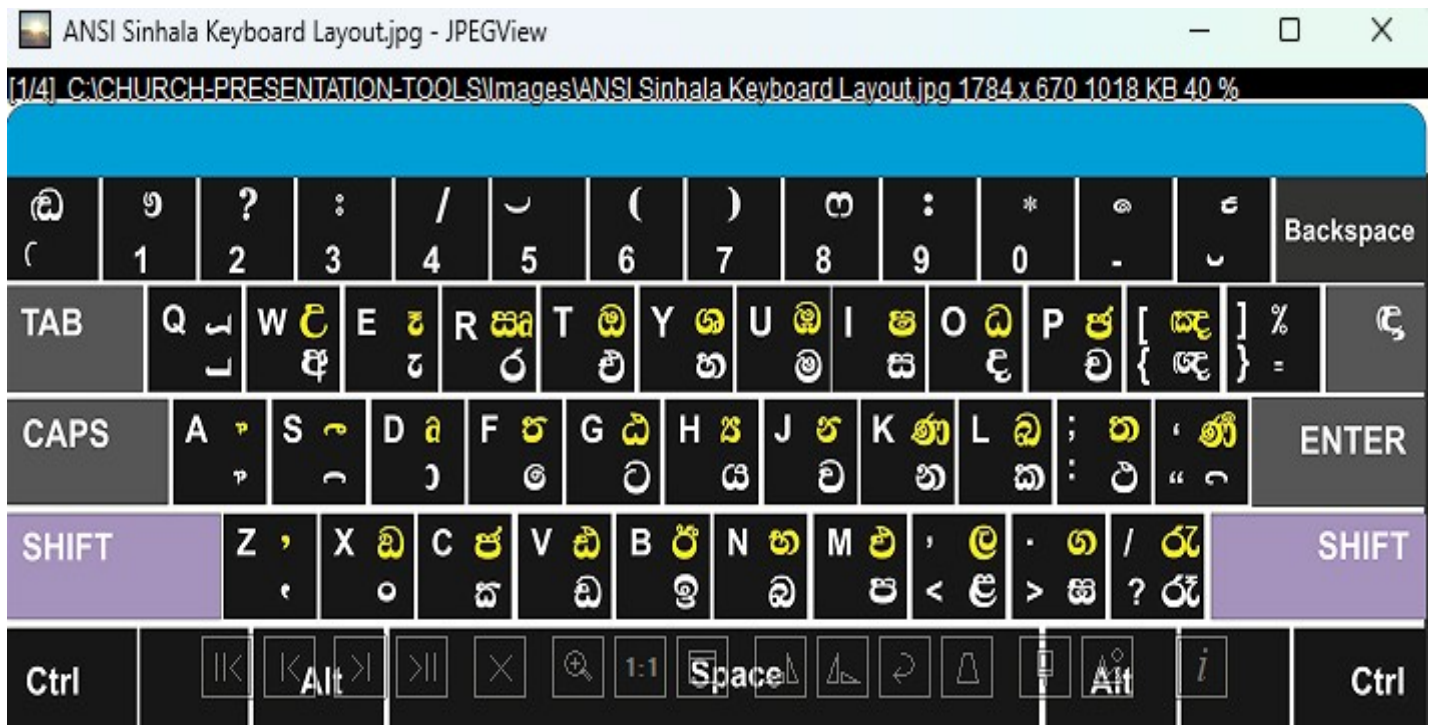 ANSI Sinhala Keyboard Layout.jpg - JPEGView
[1/4] C:\CHURCH-PRESENTATION-TOOLS\Images\ANSI Sinhala Keyboard Layout.jpg 1784 x 670 1018 KB 40 %
ඬ ? : / ( ) : *
1 2 3 4 5 6 7 8 9 0 - Backspace
TAB Q W උ E R ඍ T ඔ Y ශ U ඹ I ෂ O ධ P ඡ [ ඤ ] %
අ ර එ හ ම ස ද ච { ඥ } =
CAPS A S D F G ඨ H J K ණ L ඛ ; ත ‘ ENTER
ට ය ව න ක : ථ “
SHIFT Z X ඞ C ජ V ඪ B ඊ N භ M ඵ , ල . ග / රැ SHIFT
ං ඩ ඉ බ ප < ළ > ඝ ? රෑ
Ctrl Alt 1:1 Space Alt i Ctrl